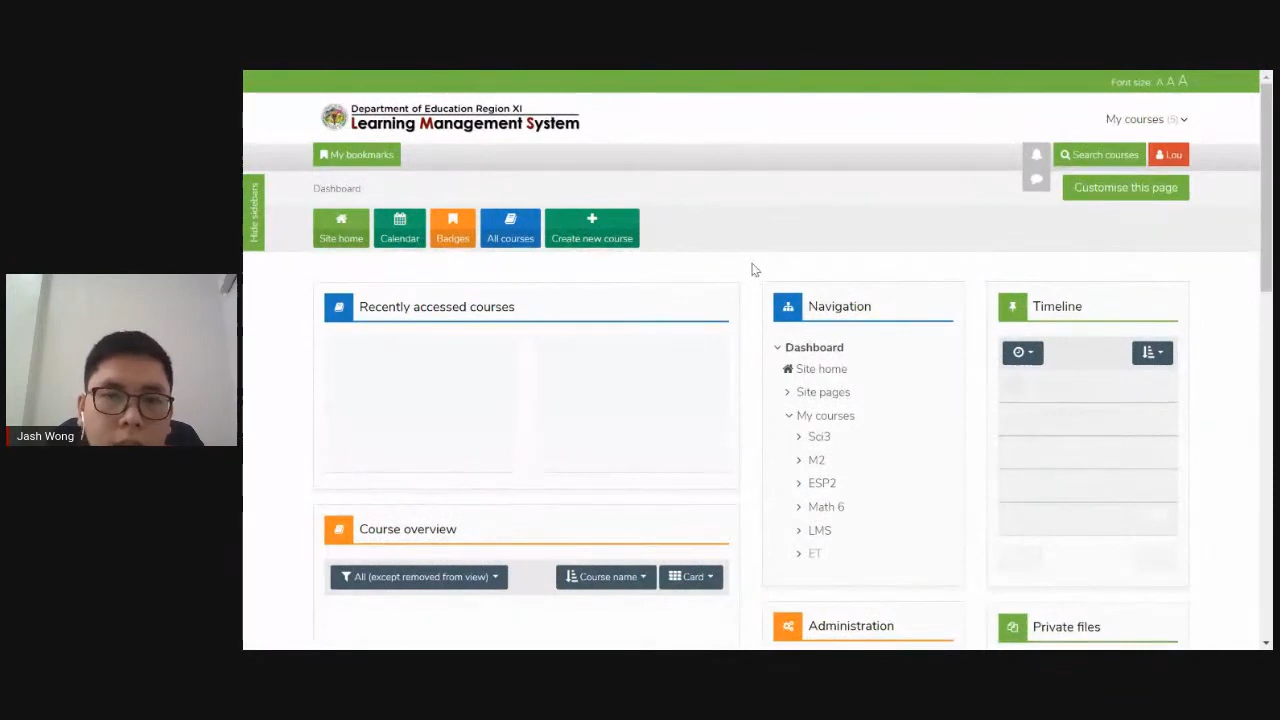 Font size: A A A
Department of Education Region XI
Learning Management System
My courses (5)
My bookmarks
Search courses
Lou
Dashboard
Customise this page
Hide sidebars
Site home
Calendar
Badges
All courses
Create new course
Recently accessed courses
Navigation
Timeline
Dashboard
Site home
Site pages
My courses
Sci3
M2
ESP2
Math 6
LMS
ET
Course overview
All (except removed from view)
Course name
Card
Administration
Private files
Jash Wong